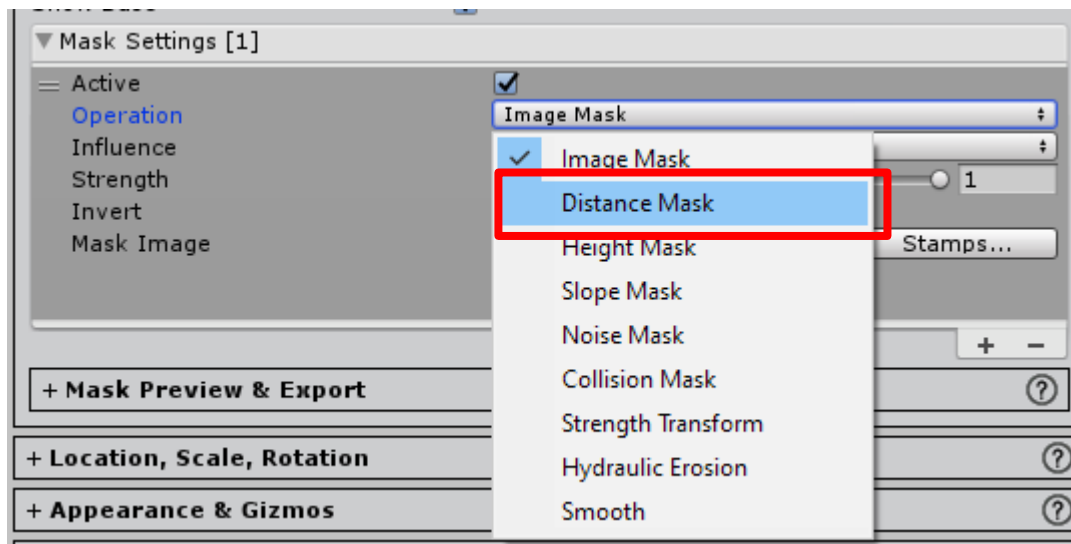 Mask Settings [1]
Active
Operation Image Mask
Influence Image Mask
Strength Distance Mask 1
Invert
Mask Image Height Mask Stamps...
Slope Mask
Noise Mask
+ -
Collision Mask
+ Mask Preview & Export ?
Strength Transform
+ Location, Scale, Rotation ?
Hydraulic Erosion
+ Appearance & Gizmos ?
Smooth